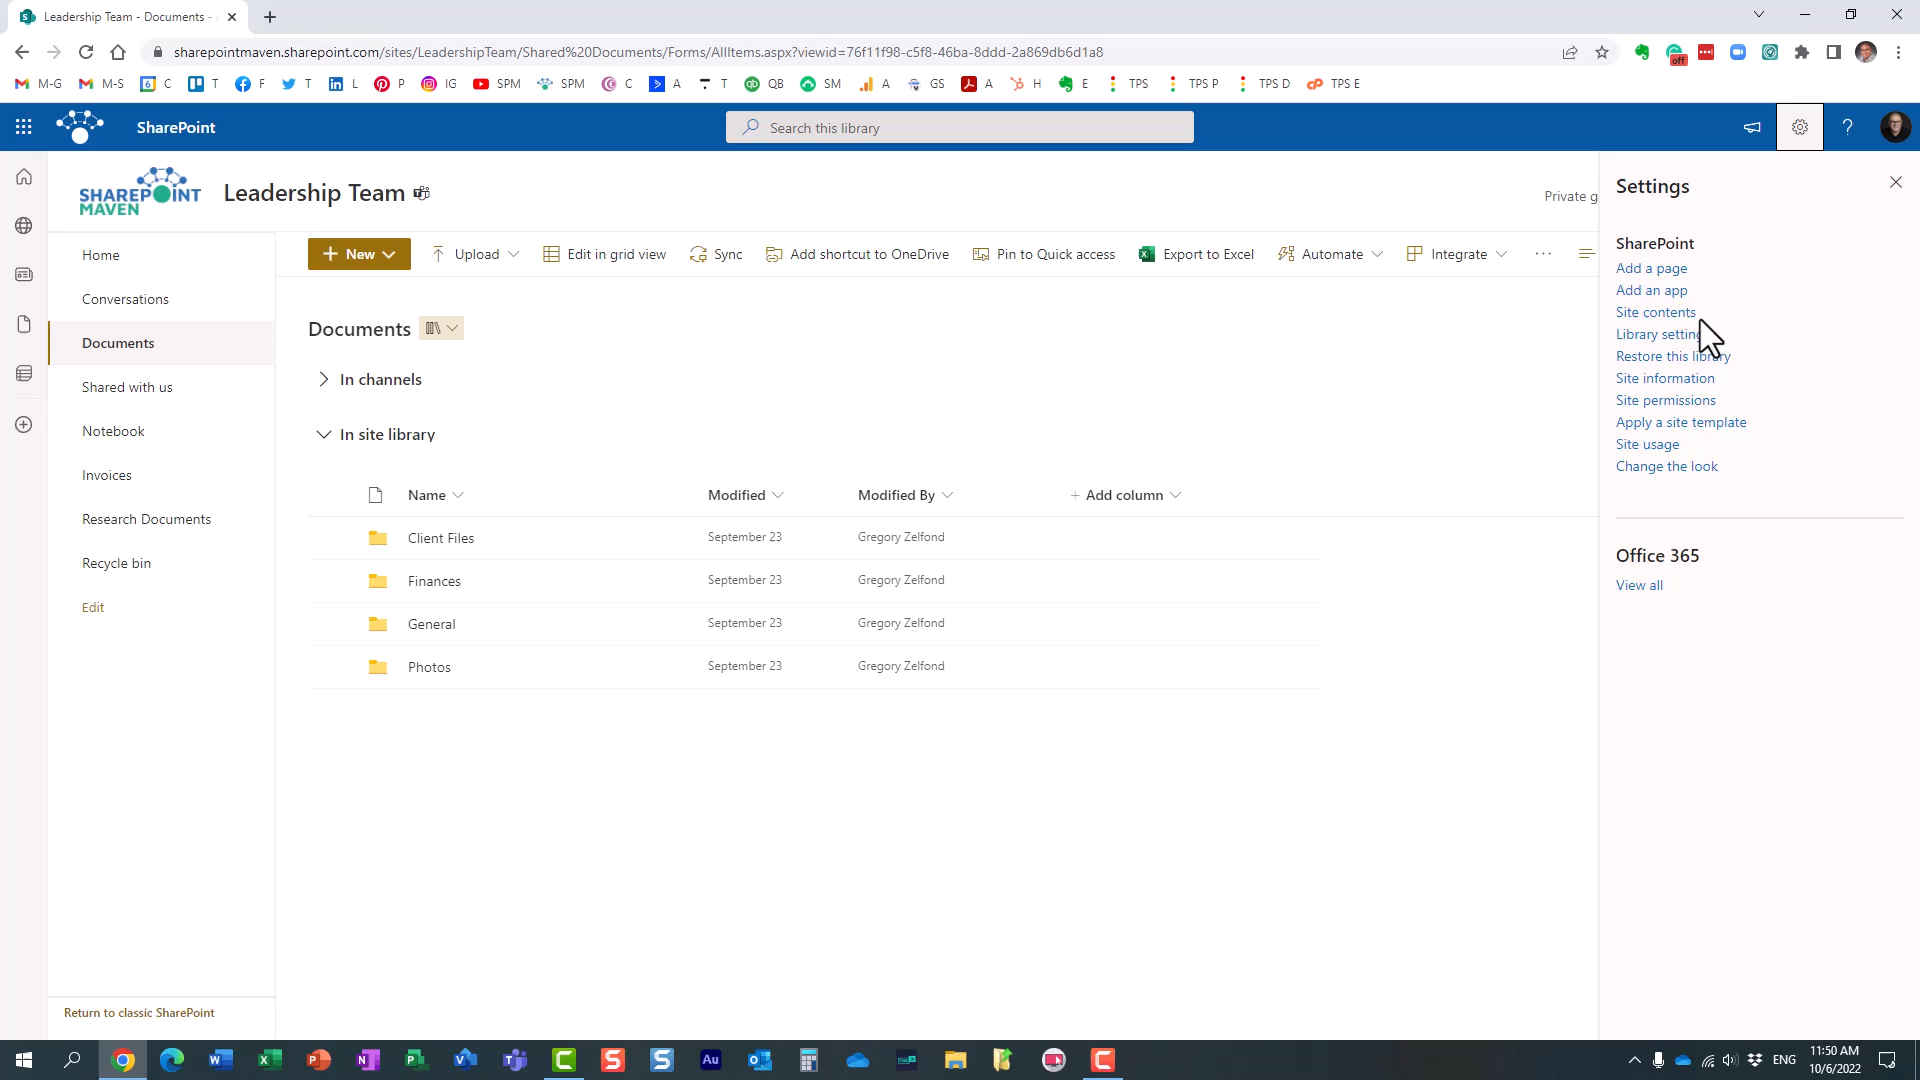 Leadership Team - Documents -
sharepointmaven.sharepoint.com/sites/LeadershipTeam/Shared%20Documents/Forms/AllItems.aspx?viewid=76f11f98-c5f8-46ba-8ddd-2a869db6d1a8
off
M-G M-S C T F T L P IG SPM SPM C A T QB SM A GS A H E TPS TPS P TPS D TPS E
SharePoint
Search this library
SHAREPOINT
MAVEN
Leadership Team
Private g
Home
Conversations
Documents
Shared with us
Notebook
Invoices
Research Documents
Recycle bin
Edit
Return to classic SharePoint
New Upload Edit in grid view Sync Add shortcut to OneDrive Pin to Quick access Export to Excel Automate Integrate
Documents
In channels
In site library
Name Modified Modified By Add column
Client Files September 23 Gregory Zelfond
Finances September 23 Gregory Zelfond
General September 23 Gregory Zelfond
Photos September 23 Gregory Zelfond
Settings
SharePoint
Add a page
Add an app
Site contents
Library setting
Restore this library
Site information
Site permissions
Apply a site template
Site usage
Change the look
Office 365
View all
ENG
11:50 AM
10/6/2022